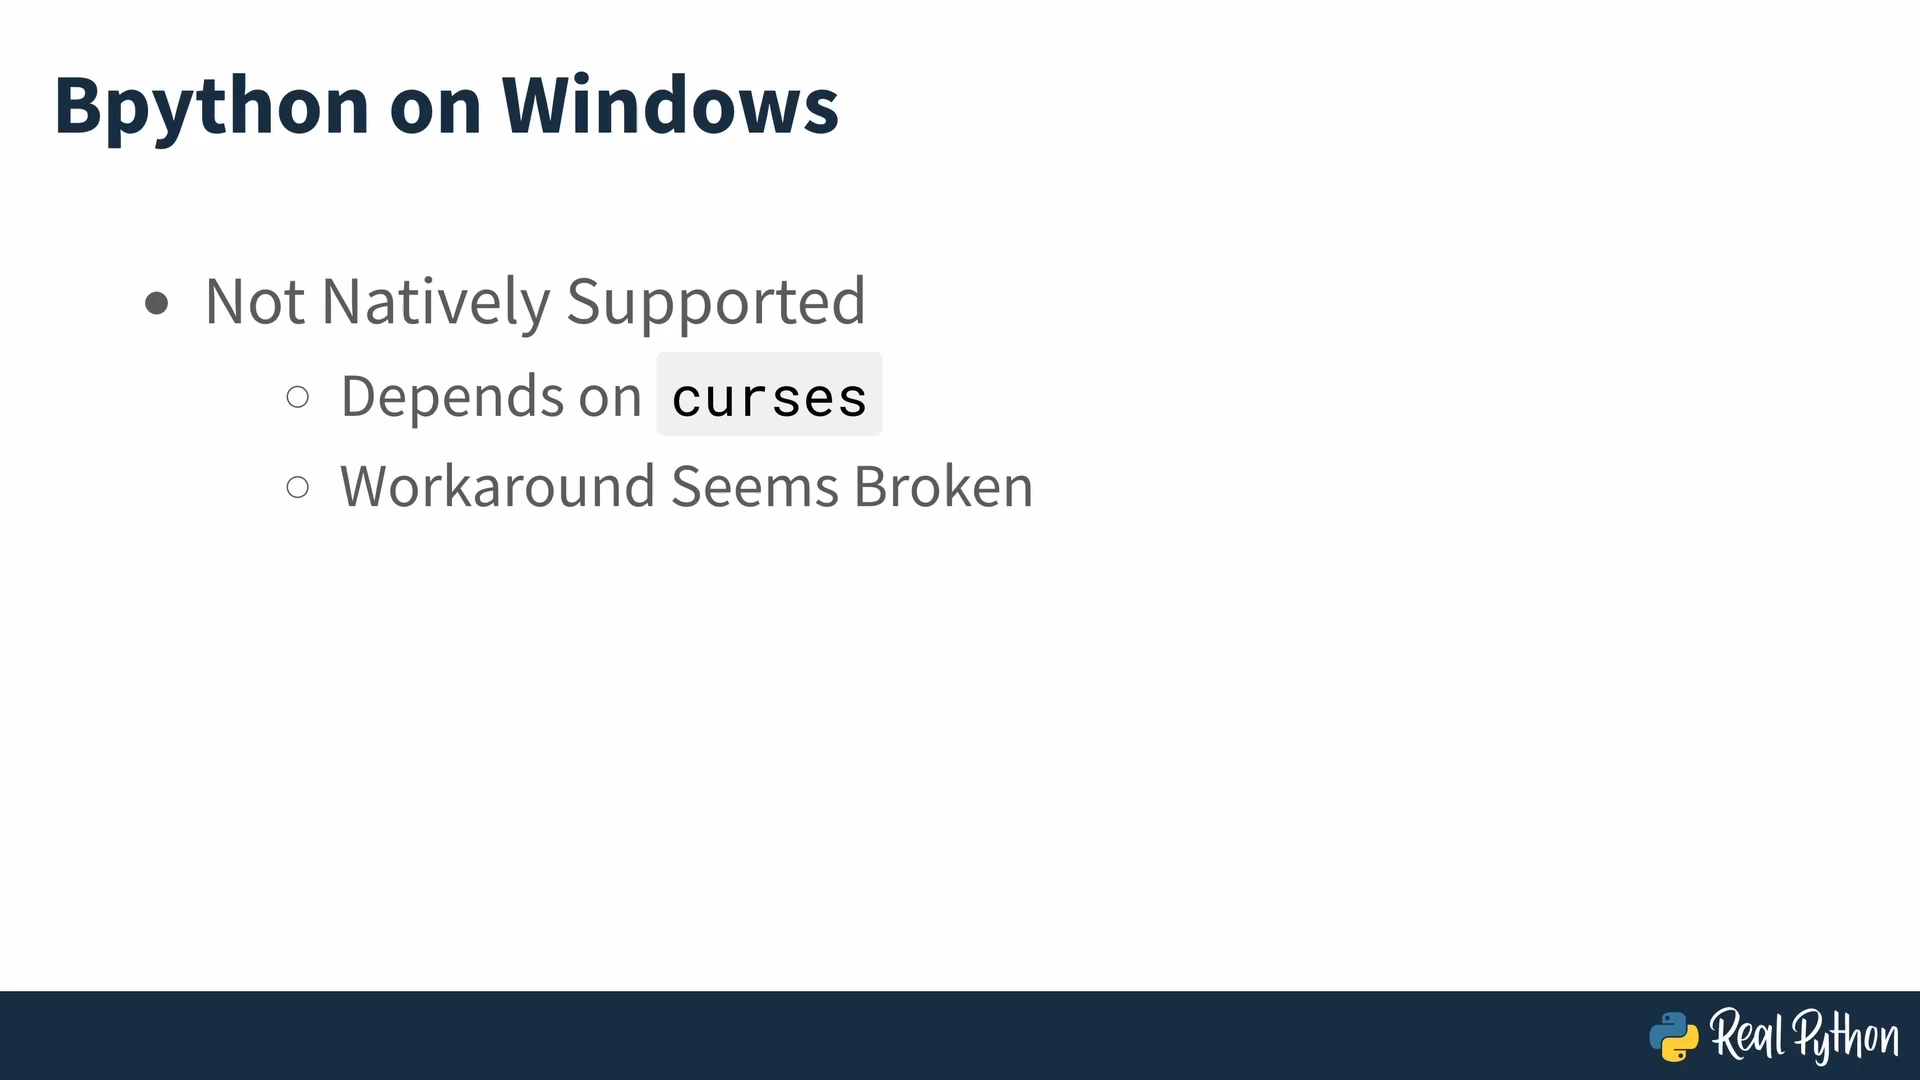 Bpython on Windows
Not Natively Supported
Depends on curses
Workaround Seems Broken
Real Python